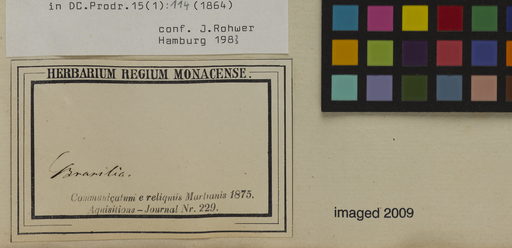 in DC.Prodr.15(1):114 (1864)
conf. J.Rohwer
Hamburg 198}
HERBARIUM REGIUM MONACENSE.
Brasilia.
Communicatum e reliquiis Martianis 1875.
Aquisitions-Journal Nr. 229.
imaged 2009